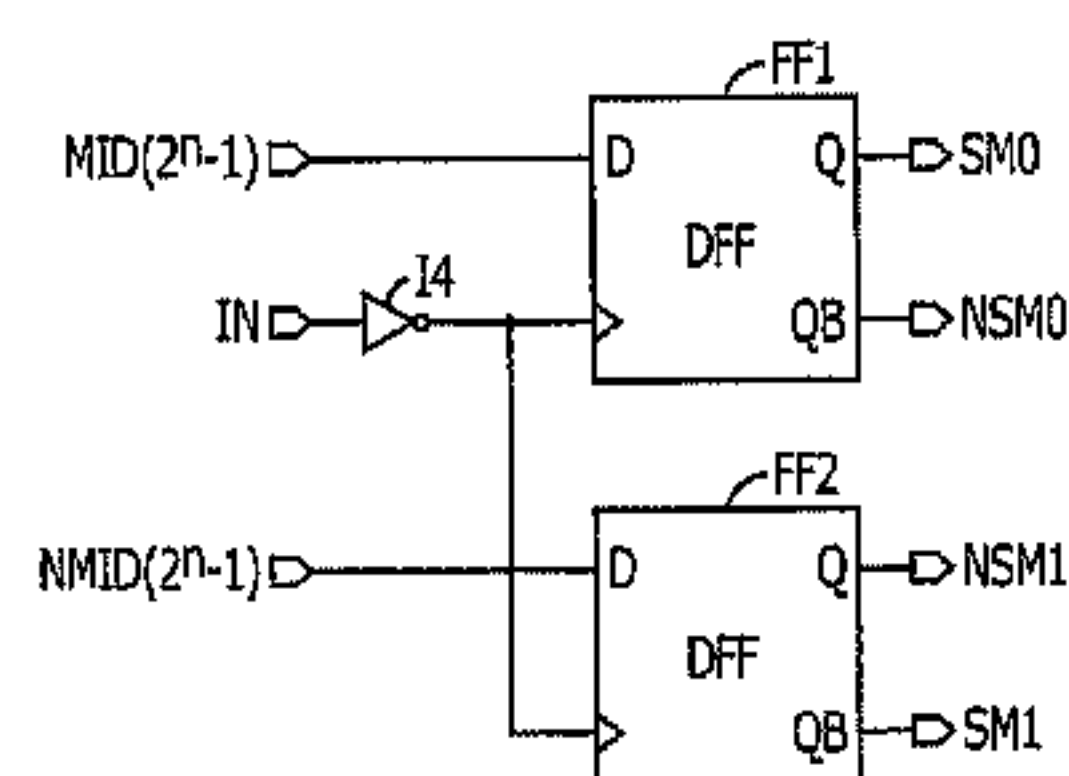 FF1
MID(2ⁿ-1) D Q SM0
DFF
I4
IN QB NSM0
FF2
NMID(2ⁿ-1) D Q NSM1
DFF
QB SM1